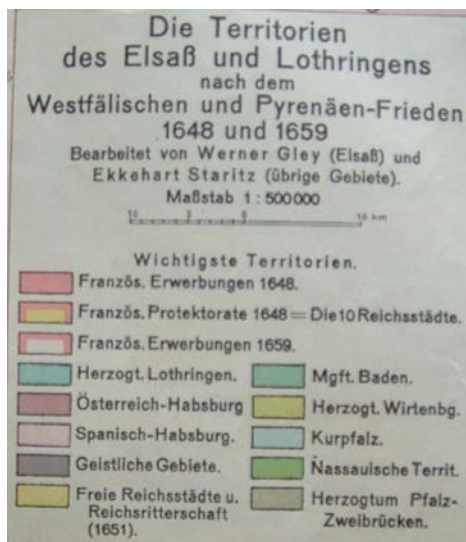 Die Territorien
des Elsaß und Lothringens
nach dem
Westfälischen und Pyrenäen-Frieden
1648 und 1659
Bearbeitet von Werner Gley (Elsaß) und
Ekkehart Staritz (übrige Gebiete).
Maßstab 1 : 500000
10 5 0 10 km
Wichtigste Territorien.
Französ. Erwerbungen 1648.
Französ. Protektorate 1648 = Die 10 Reichsstädte.
Französ. Erwerbungen 1659.
Herzogt. Lothringen.
Österreich-Habsburg
Spanisch-Habsburg.
Geistliche Gebiete.
Freie Reichsstädte u.
Reichsritterschaft
(1651).
Mgft. Baden.
Herzogt. Wirtenbg.
Kurpfalz.
Nassauische Territ.
Herzogtum Pfalz-
Zweibrücken.